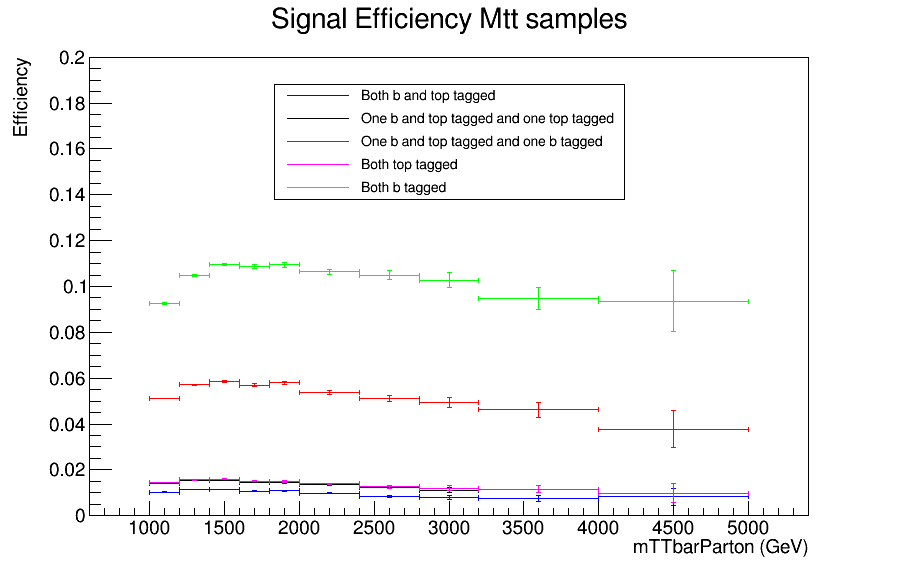 Signal Efficiency Mtt samples
Efficiency
0.2
0.18
0.16
0.14
0.12
0.1
0.08
0.06
0.04
0.02
0
Both b and top tagged
One b and top tagged and one top tagged
One b and top tagged and one b tagged
Both top tagged
Both b tagged
1000 1500 2000 2500 3000 3500 4000 4500 5000
mTTbarParton (GeV)